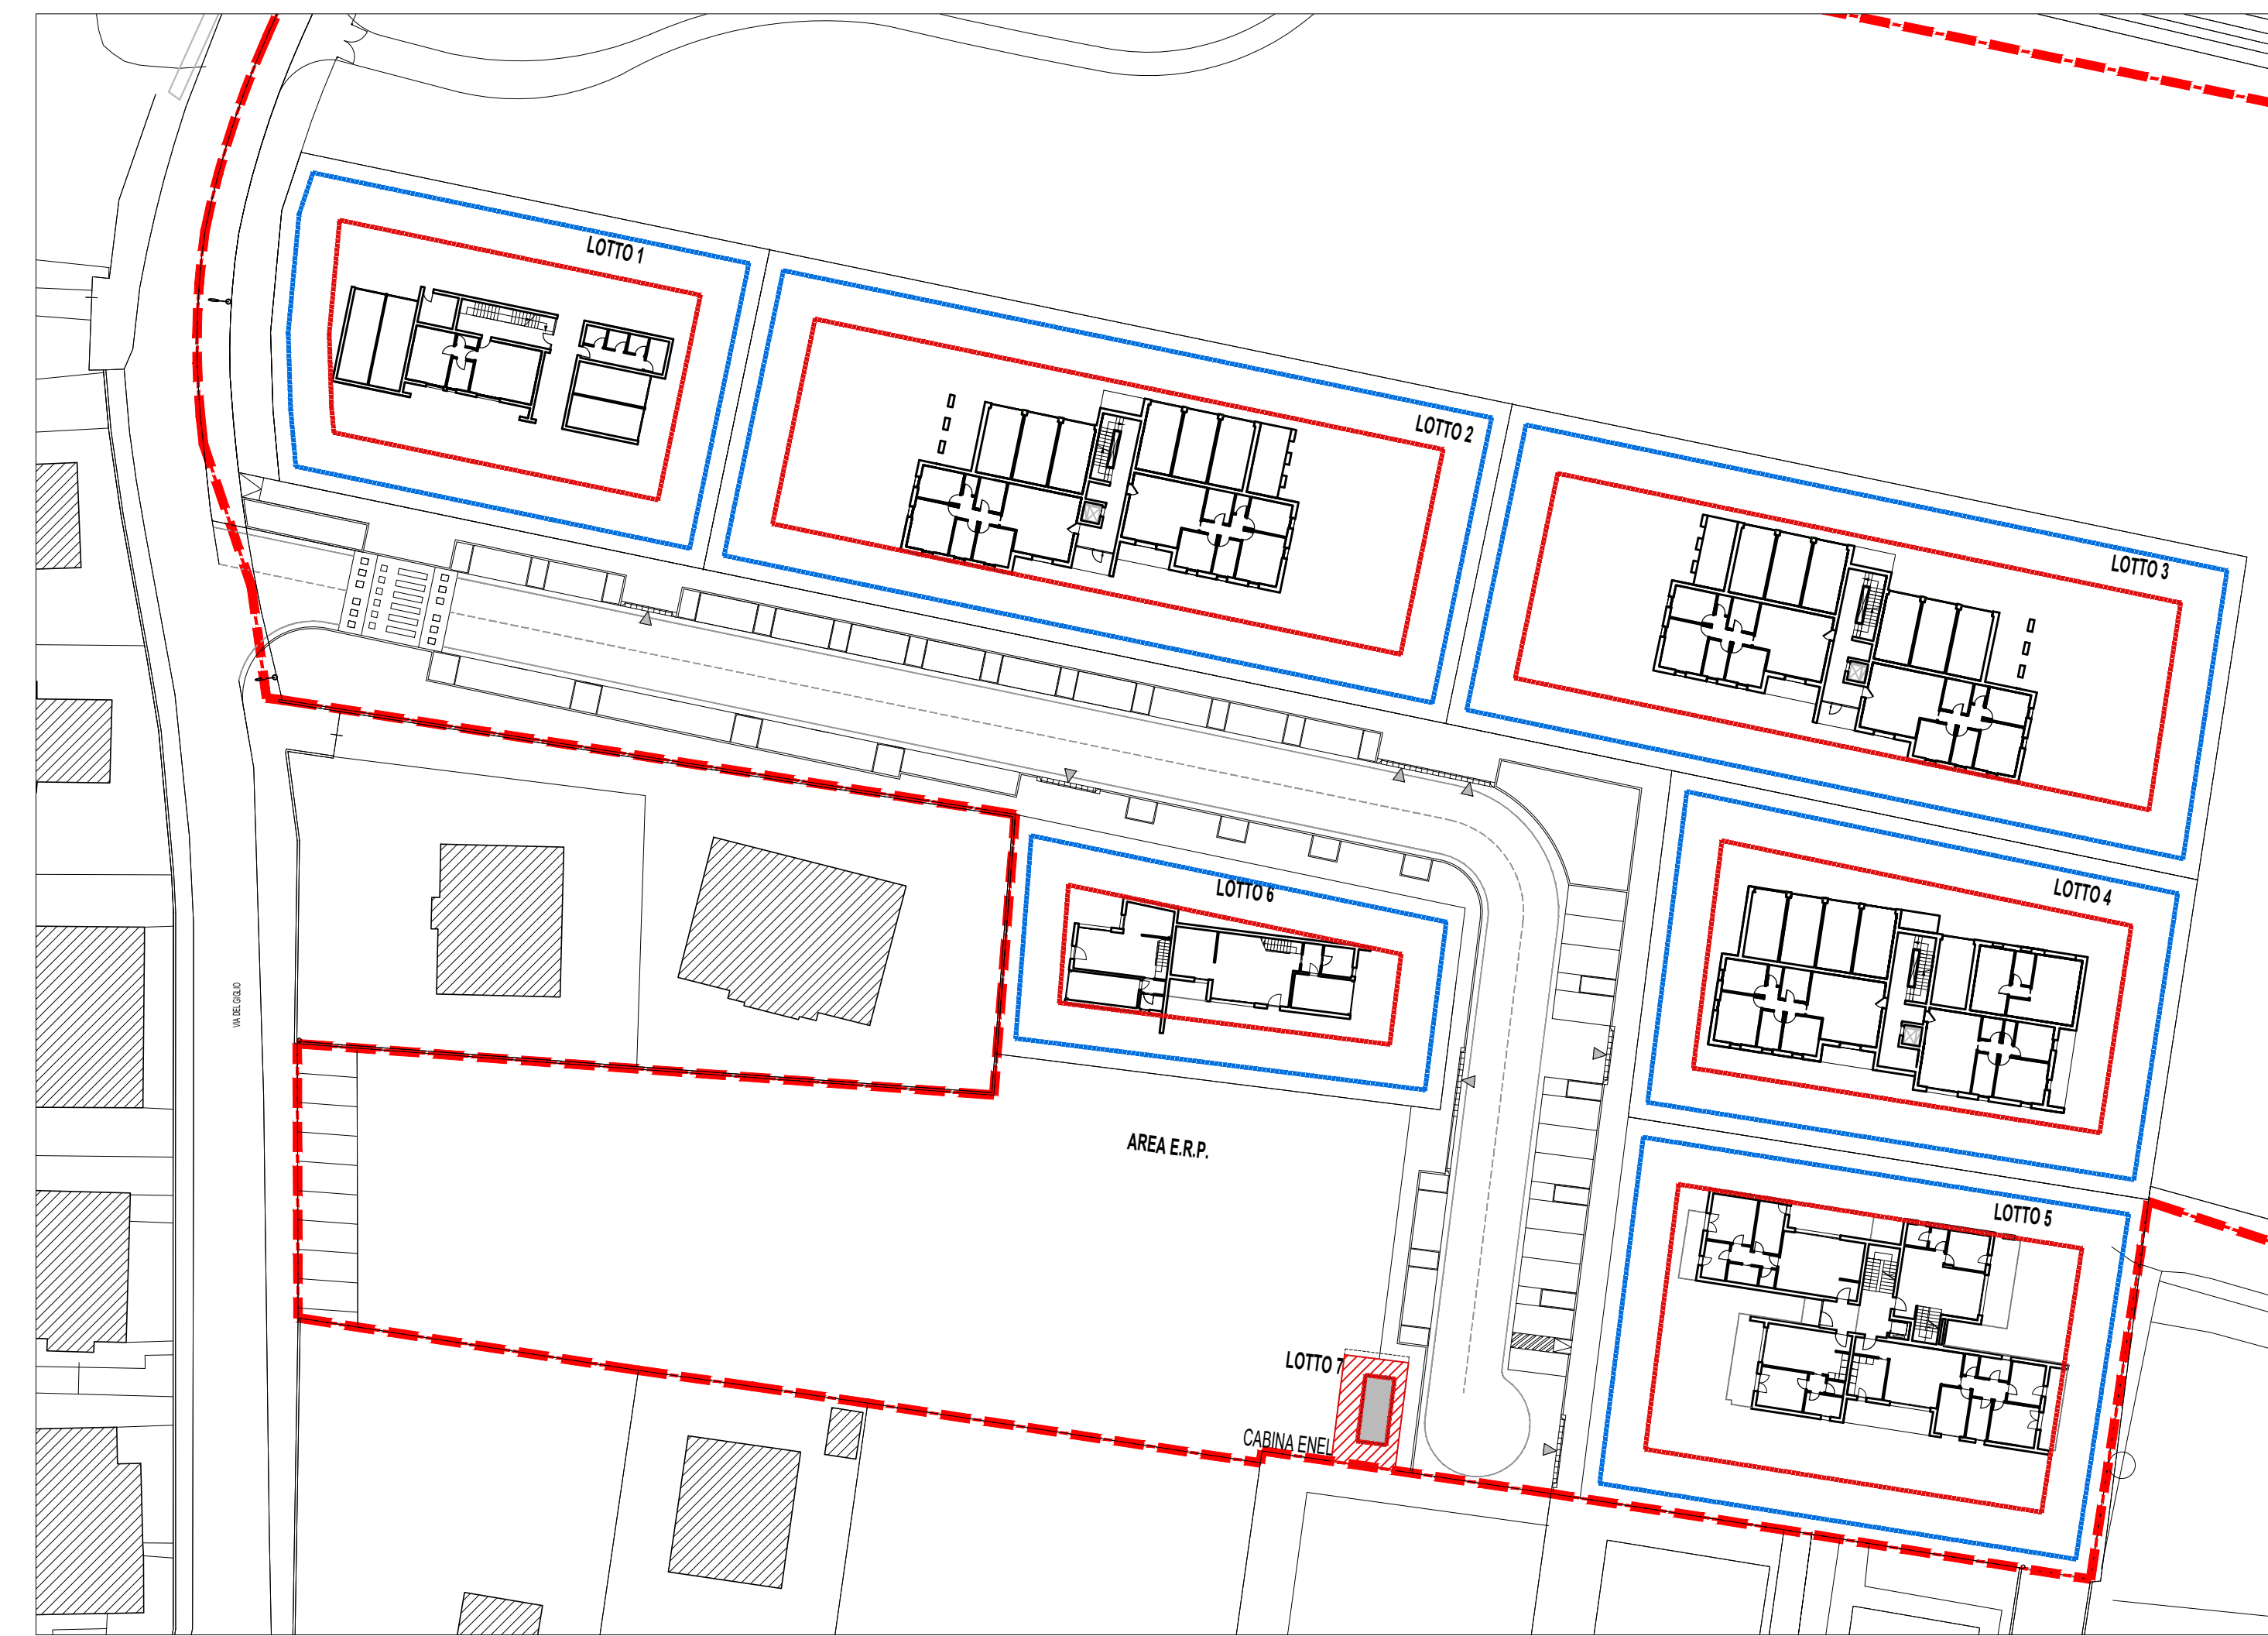 LOTTO 1
LOTTO 2
LOTTO 3
LOTTO 4
LOTTO 6
VIA DEL GIGLIO
AREA E.R.P.
LOTTO 5
LOTTO 7
CABINA ENEL